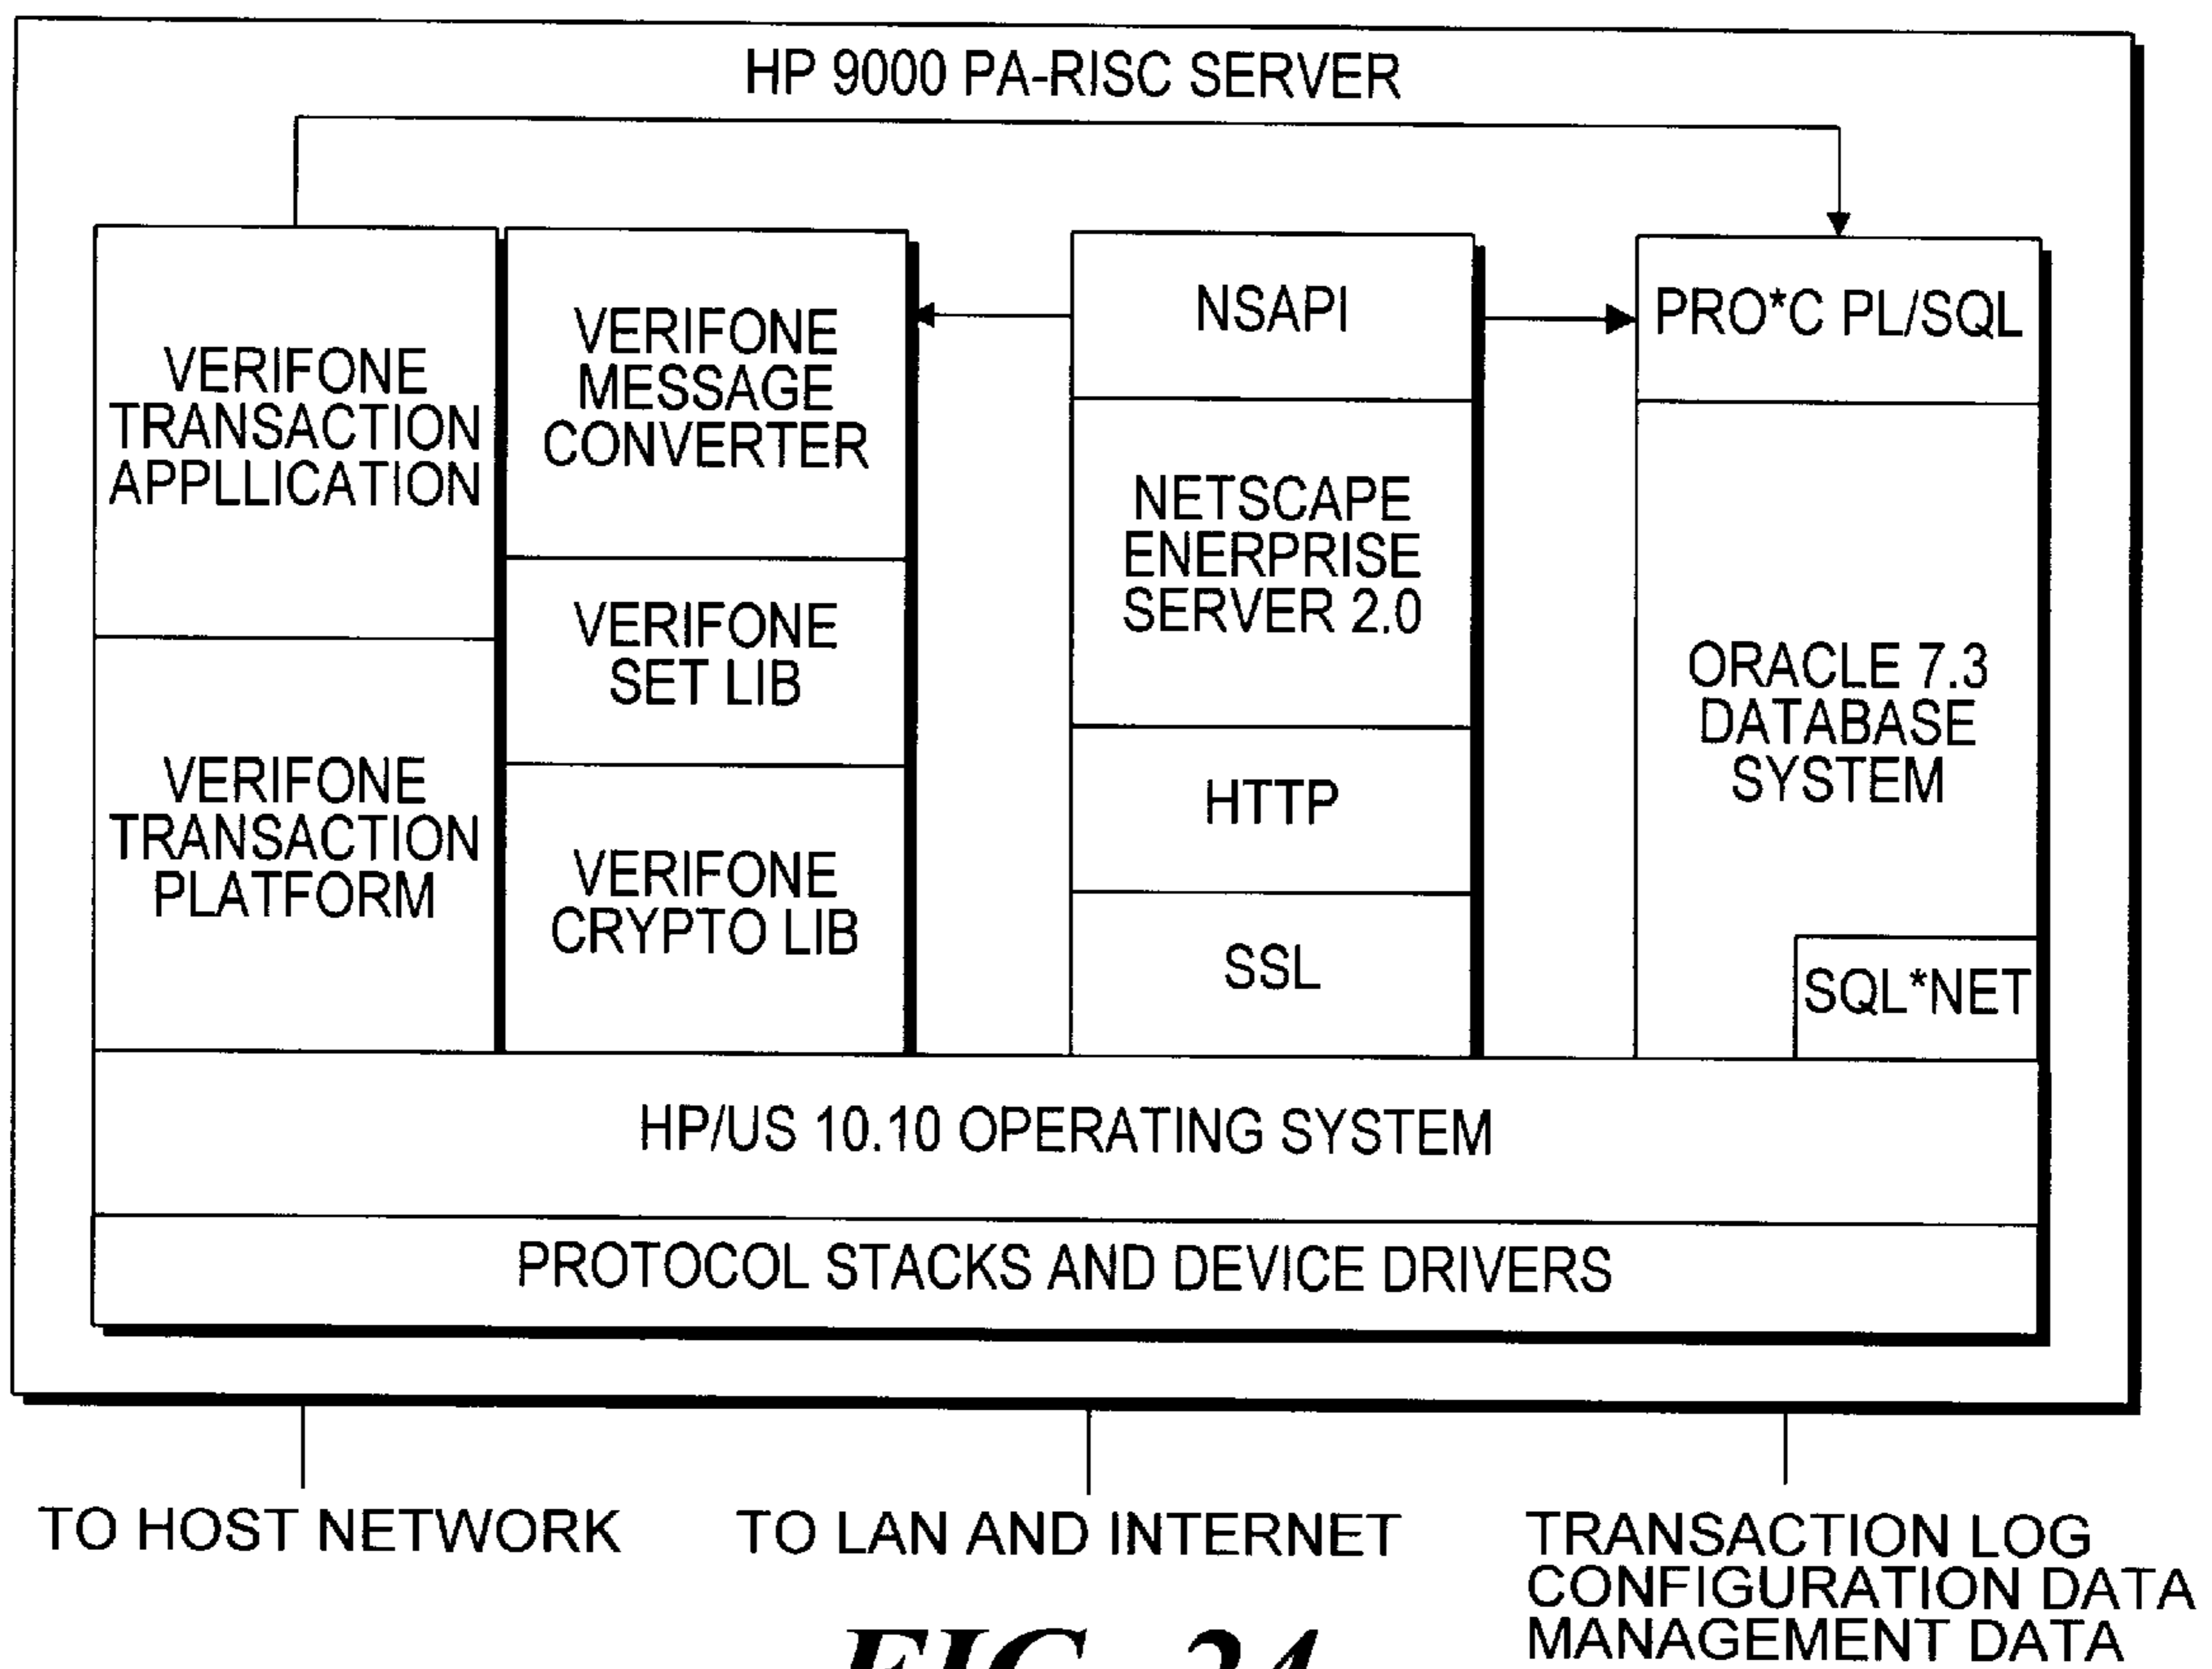 HP 9000 PA-RISC SERVER
VERIFONE
TRANSACTION
APPLLICATION
VERIFONE
TRANSACTION
PLATFORM
VERIFONE
MESSAGE
CONVERTER
VERIFONE
SET LIB
VERIFONE
CRYPTO LIB
NSAPI
NETSCAPE
ENERPRISE
SERVER 2.0
HTTP
SSL
PRO*C PL/SQL
ORACLE 7.3
DATABASE
SYSTEM
SQL*NET
HP/US 10.10 OPERATING SYSTEM
PROTOCOL STACKS AND DEVICE DRIVERS
TO HOST NETWORK
TO LAN AND INTERNET
TRANSACTION LOG
CONFIGURATION DATA
MANAGEMENT DATA